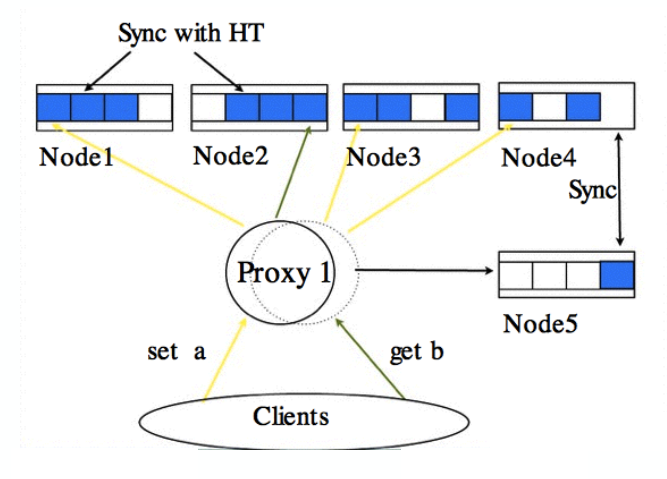 Sync with HT
Node1
Node2
Node3
Node4
Sync
Proxy 1
Node5
set a
get b
Clients